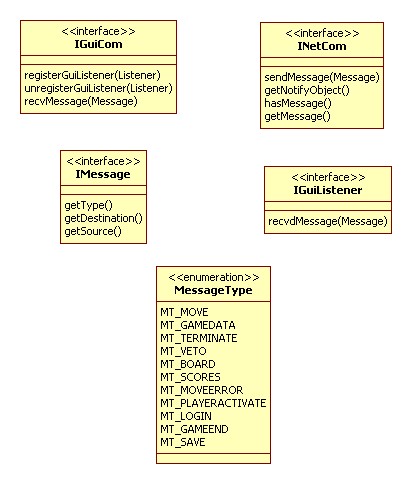 <<interface>>
IGuiCom
registerGuiListener(Listener)
unregisterGuiListener(Listener)
recvMessage(Message)
<<interface>>
INetCom
sendMessage(Message)
getNotifyObject()
hasMessage()
getMessage()
<<interface>>
IMessage
getType()
getDestination()
getSource()
<<interface>>
IGuiListener
recvdMessage(Message)
<<enumeration>>
MessageType
MT_MOVE
MT_GAMEDATA
MT_TERMINATE
MT_VETO
MT_BOARD
MT_SCORES
MT_MOVEERROR
MT_PLAYERACTIVATE
MT_LOGIN
MT_GAMEEND
MT_SAVE